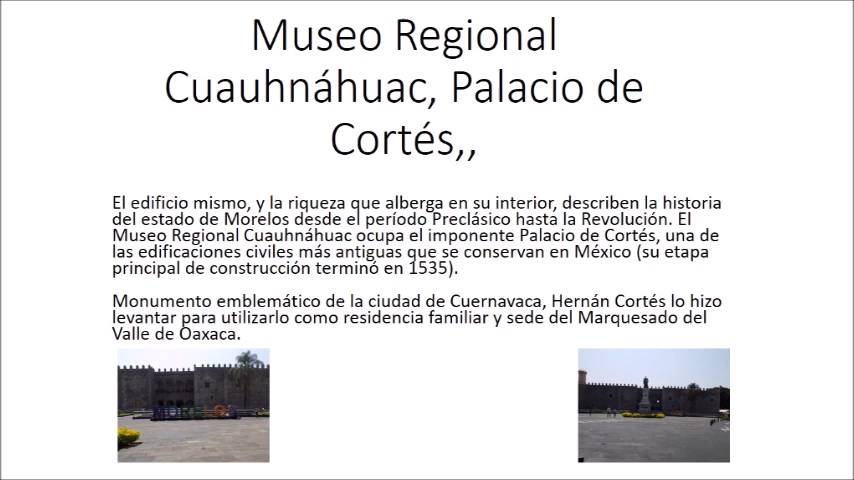 Museo Regional
Cuauhnáhuac, Palacio de
Cortés,,
El edificio mismo, y la riqueza que alberga en su interior, describen la historia
del estado de Morelos desde el período Preclásico hasta la Revolución. El
Museo Regional Cuauhnáhuac ocupa el imponente Palacio de Cortés, una de
las edificaciones civiles más antiguas que se conservan en México (su etapa
principal de construcción terminó en 1535).
Monumento emblemático de la ciudad de Cuernavaca, Hernán Cortés lo hizo
levantar para utilizarlo como residencia familiar y sede del Marquesado del
Valle de Oaxaca.